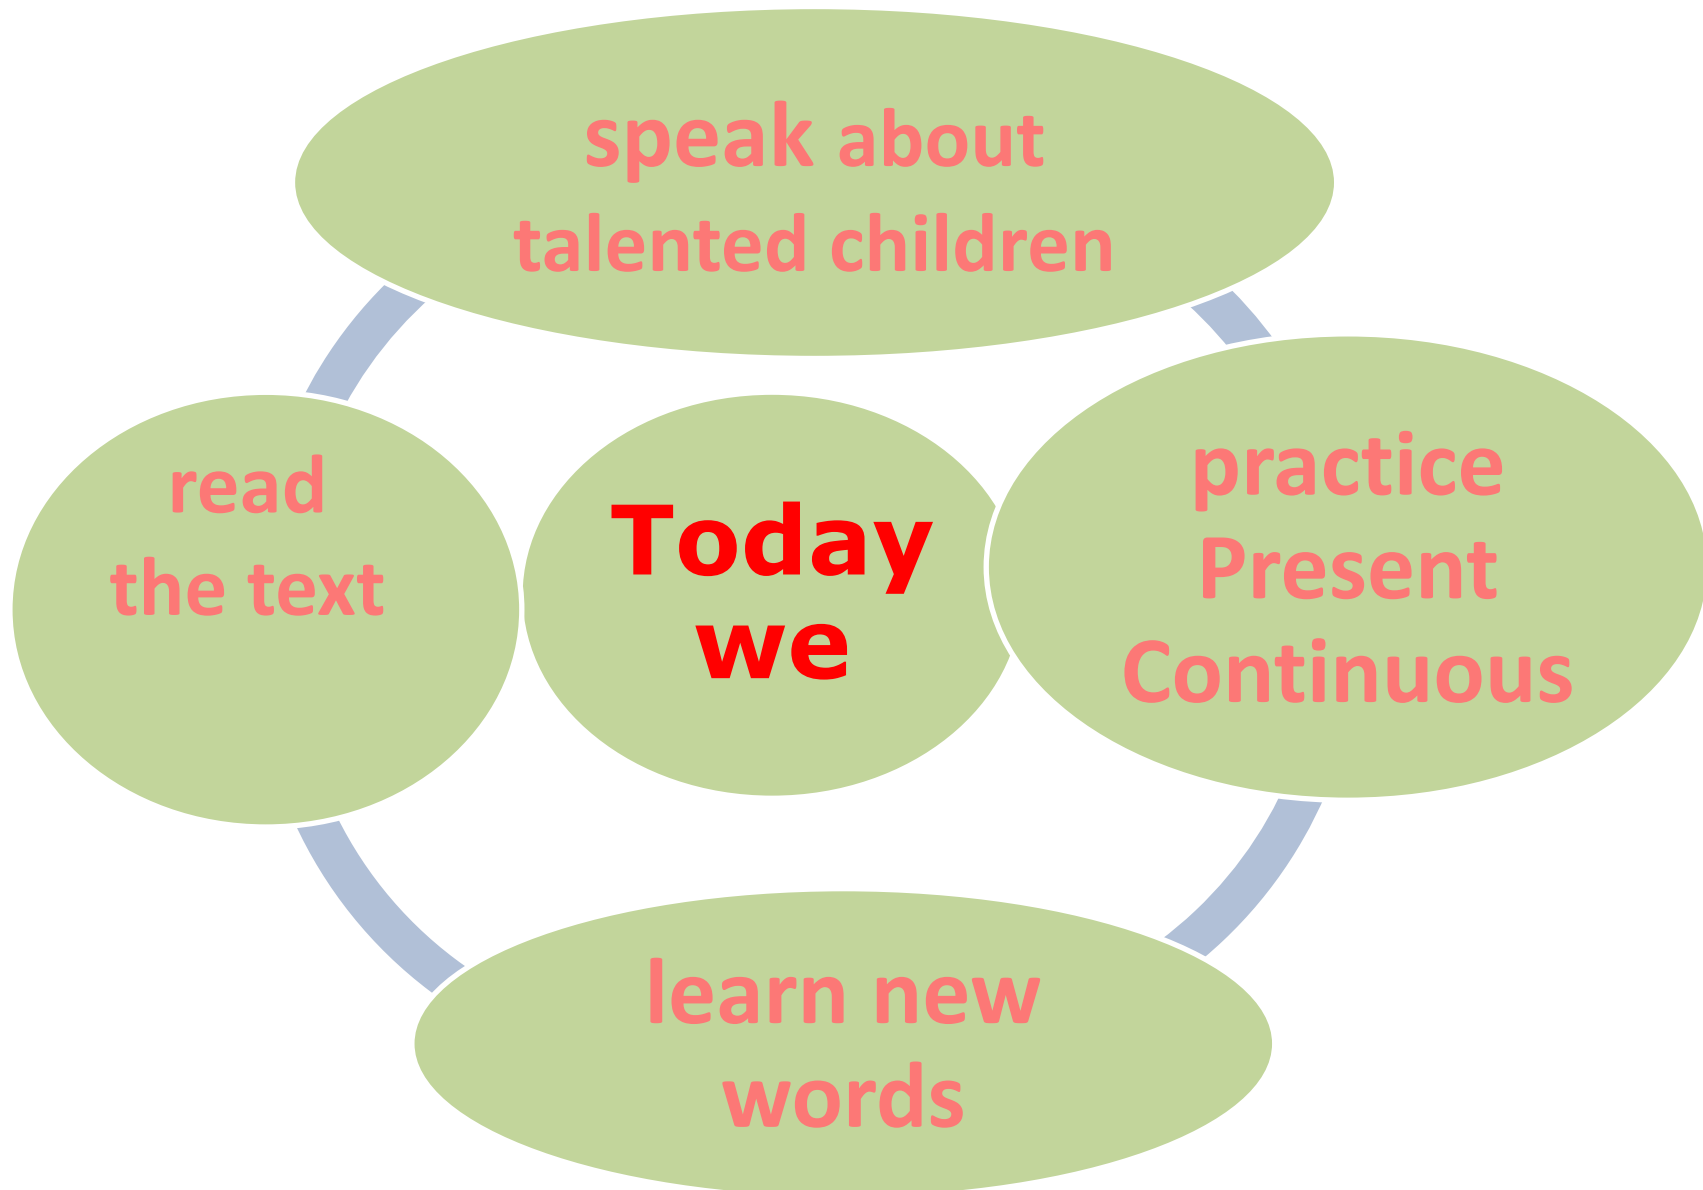 speak about
talented children
read
the text
Today
we
practice
Present
Continuous
learn new
words